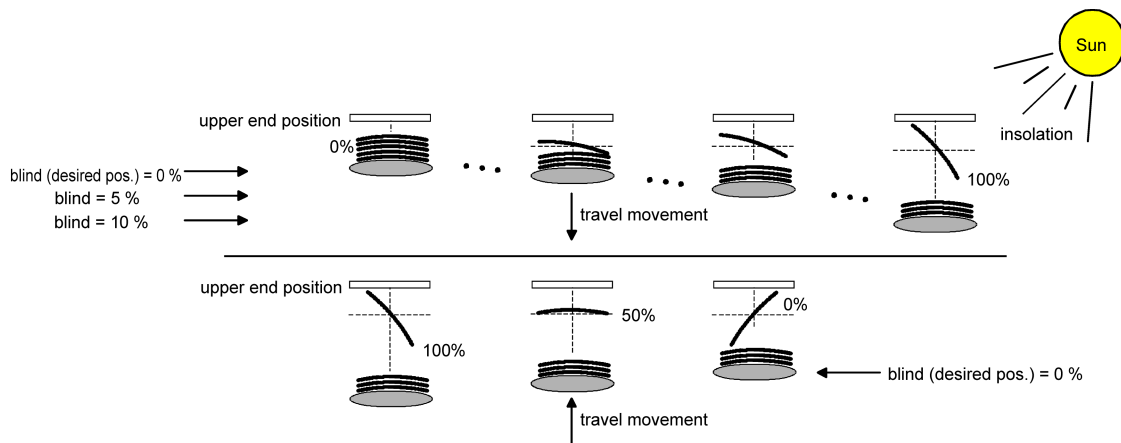 Sun
insolation
upper end position
0%
100%
blind (desired pos.) = 0 %
blind = 5 %
blind = 10 %
travel movement
upper end position
100%
50%
0%
blind (desired pos.) = 0 %
travel movement